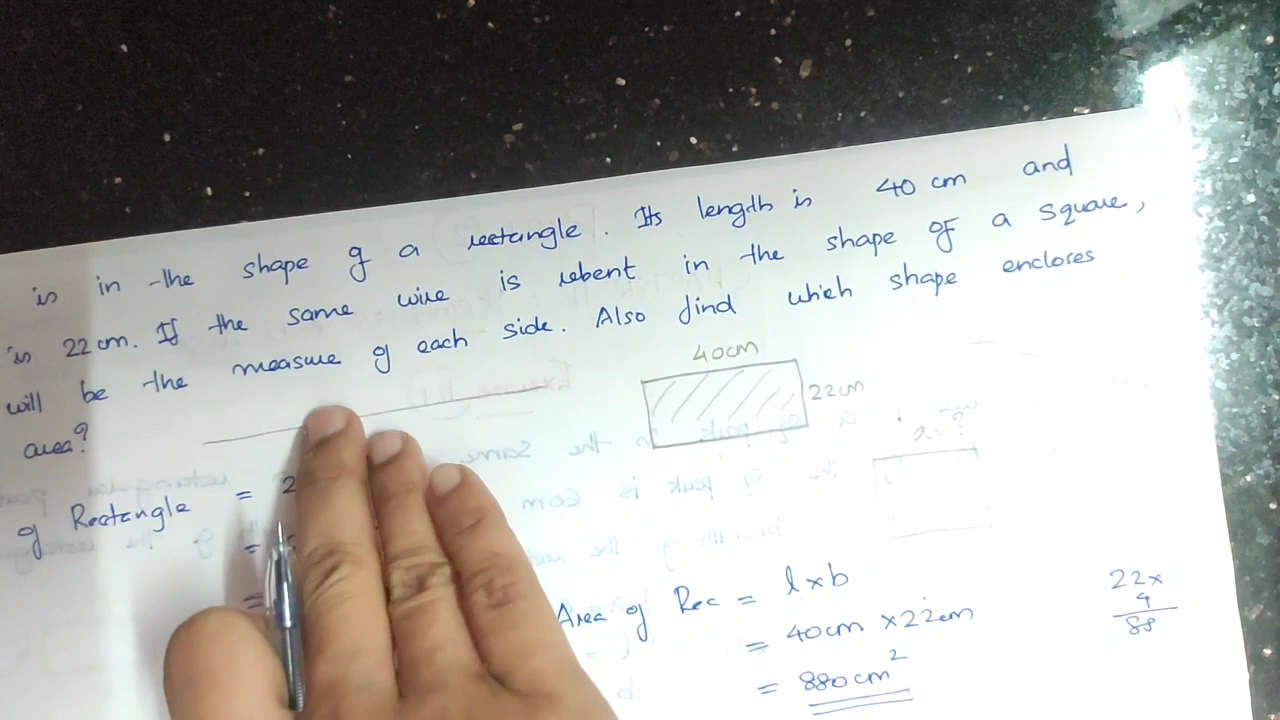 is in the shape of a rectangle. Its length is 40 cm and
is 22 cm. If the same wire is rebent in the shape of a square,
will be the measure of each side. Also find which shape encloses
area?
40cm
22cm
a = ?
of Rectangle = 2
=
=
Area of Rec = l x b
= 40cm x 22cm
= 880 cm²
22 x
4
88